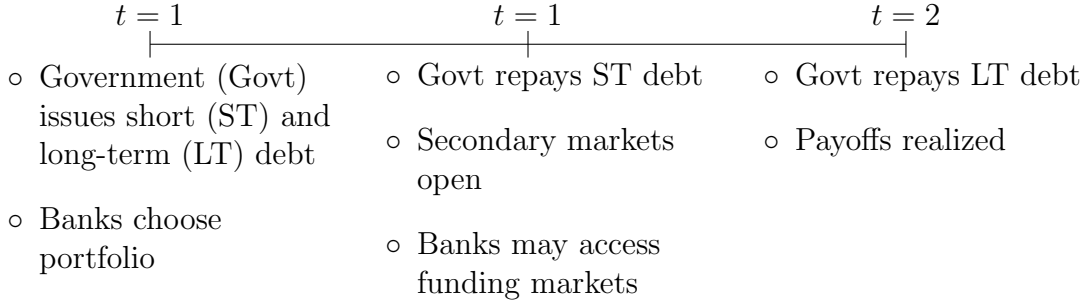 t = 1
t = 1
t = 2
○ Government (Govt)
issues short (ST) and
long-term (LT) debt
○ Banks choose
portfolio
○ Govt repays ST debt
○ Secondary markets
open
○ Banks may access
funding markets
○ Govt repays LT debt
○ Payoffs realized